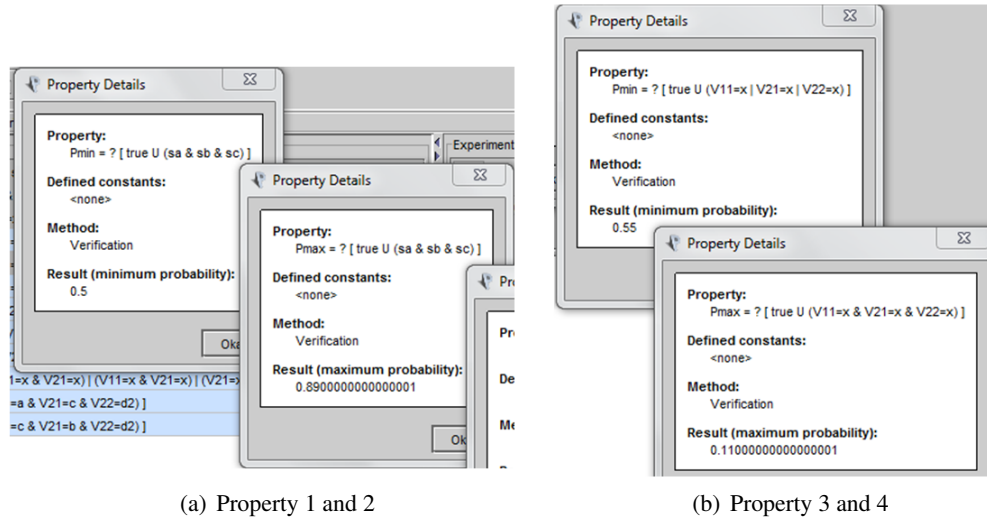 Property Details
Property:
Pmin = ? [ true U (sa & sb & sc) ]
Defined constants:
<none>
Method:
Verification
Result (minimum probability):
0.5
Experiment
Property Details
Property:
Pmax = ? [ true U (sa & sb & sc) ]
Defined constants:
<none>
Method:
Verification
Result (maximum probability):
0.8900000000000001
1=x & V21=x) | (V11=x & V21=x) | (V21=x
=a & V21=c & V22=d2) ]
=c & V21=b & V22=d2) ]
(a) Property 1 and 2
Property Details
Property:
Pmin = ? [ true U (V11=x | V21=x | V22=x) ]
Defined constants:
<none>
Method:
Verification
Result (minimum probability):
0.55
Property Details
Property:
Pmax = ? [ true U (V11=x & V21=x & V22=x) ]
Defined constants:
<none>
Method:
Verification
Result (maximum probability):
0.11000000000000001
(b) Property 3 and 4